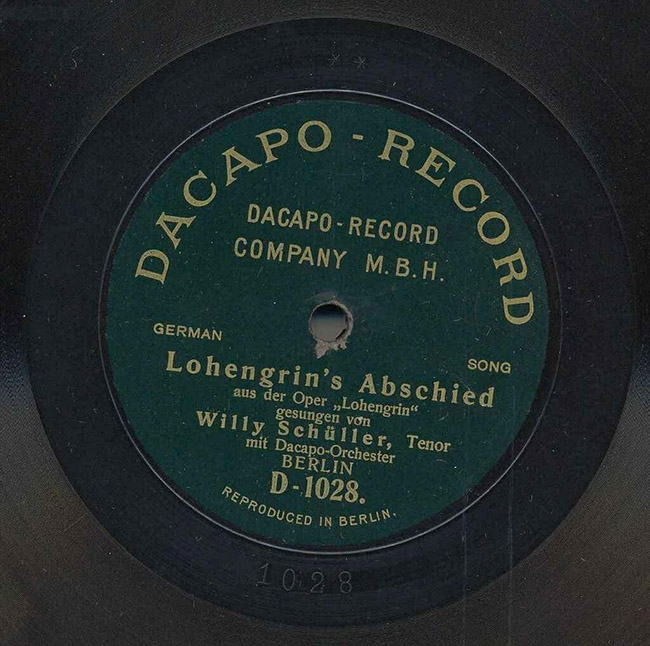 DACAPO-RECORD
DACAPO-RECORD
COMPANY M.B.H.
GERMAN
SONG
Lohengrin's Abschied
aus der Oper „Lohengrin“
gesungen von
Willy Schüller, Tenor
mit Dacapo-Orchester
BERLIN
D-1028.
REPRODUCED IN BERLIN.
1028